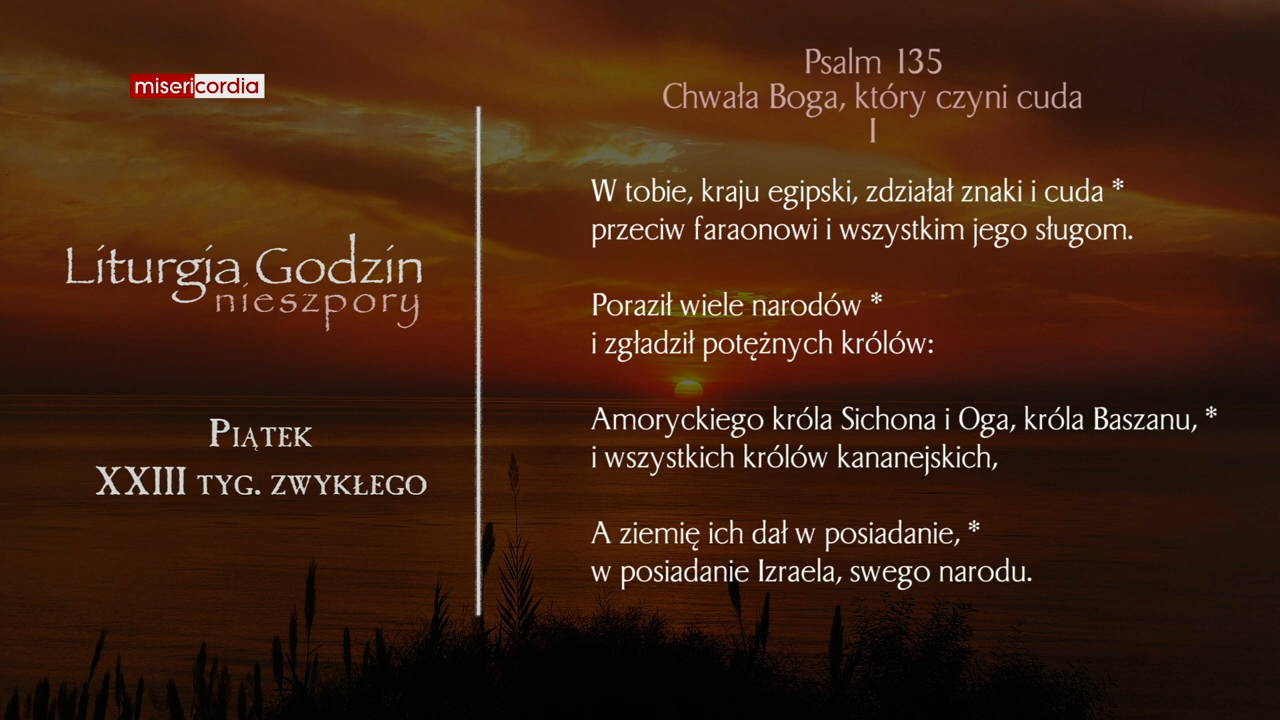 misericordia
Liturgia Godzin
nieszpory
Piątek
XXIII tyg. zwykłego
Psalm 135
Chwała Boga, który czyni cuda
I
W tobie, kraju egipski, zdziałał znaki i cuda *
przeciw faraonowi i wszystkim jego sługom.
Poraził wiele narodów *
i zgładził potężnych królów:
Amoryckiego króla Sichona i Oga, króla Baszanu, *
i wszystkich królów kananejskich,
A ziemię ich dał w posiadanie, *
w posiadanie Izraela, swego narodu.